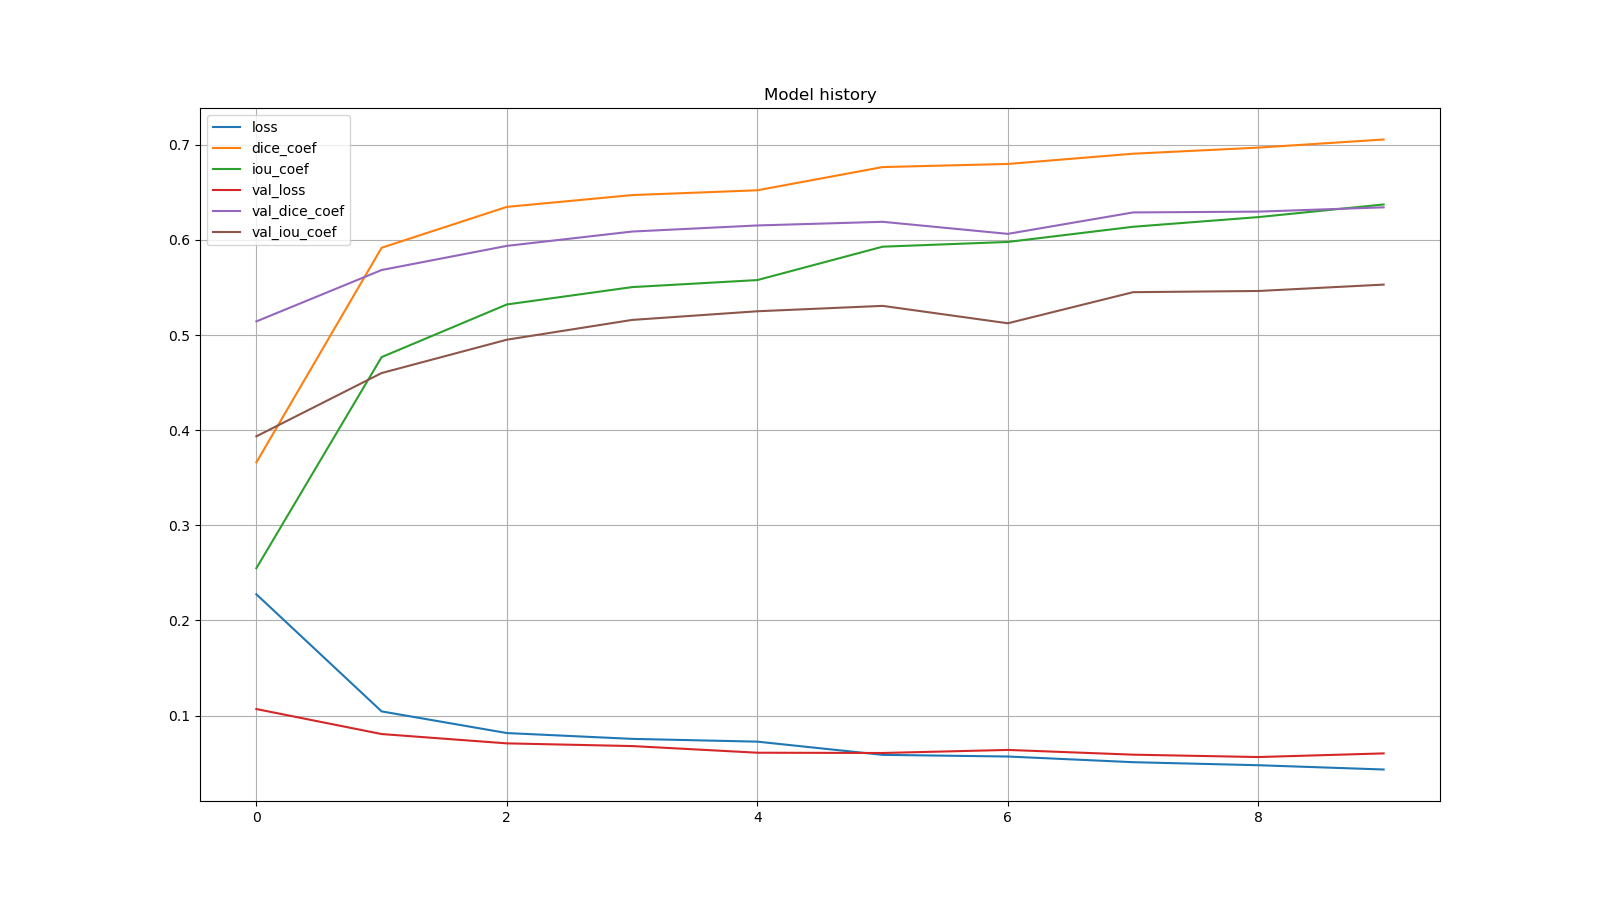 Model history
loss
dice_coef
iou_coef
val_loss
val_dice_coef
val_iou_coef
0.7
0.6
0.5
0.4
0.3
0.2
0.1
0 2 4 6 8